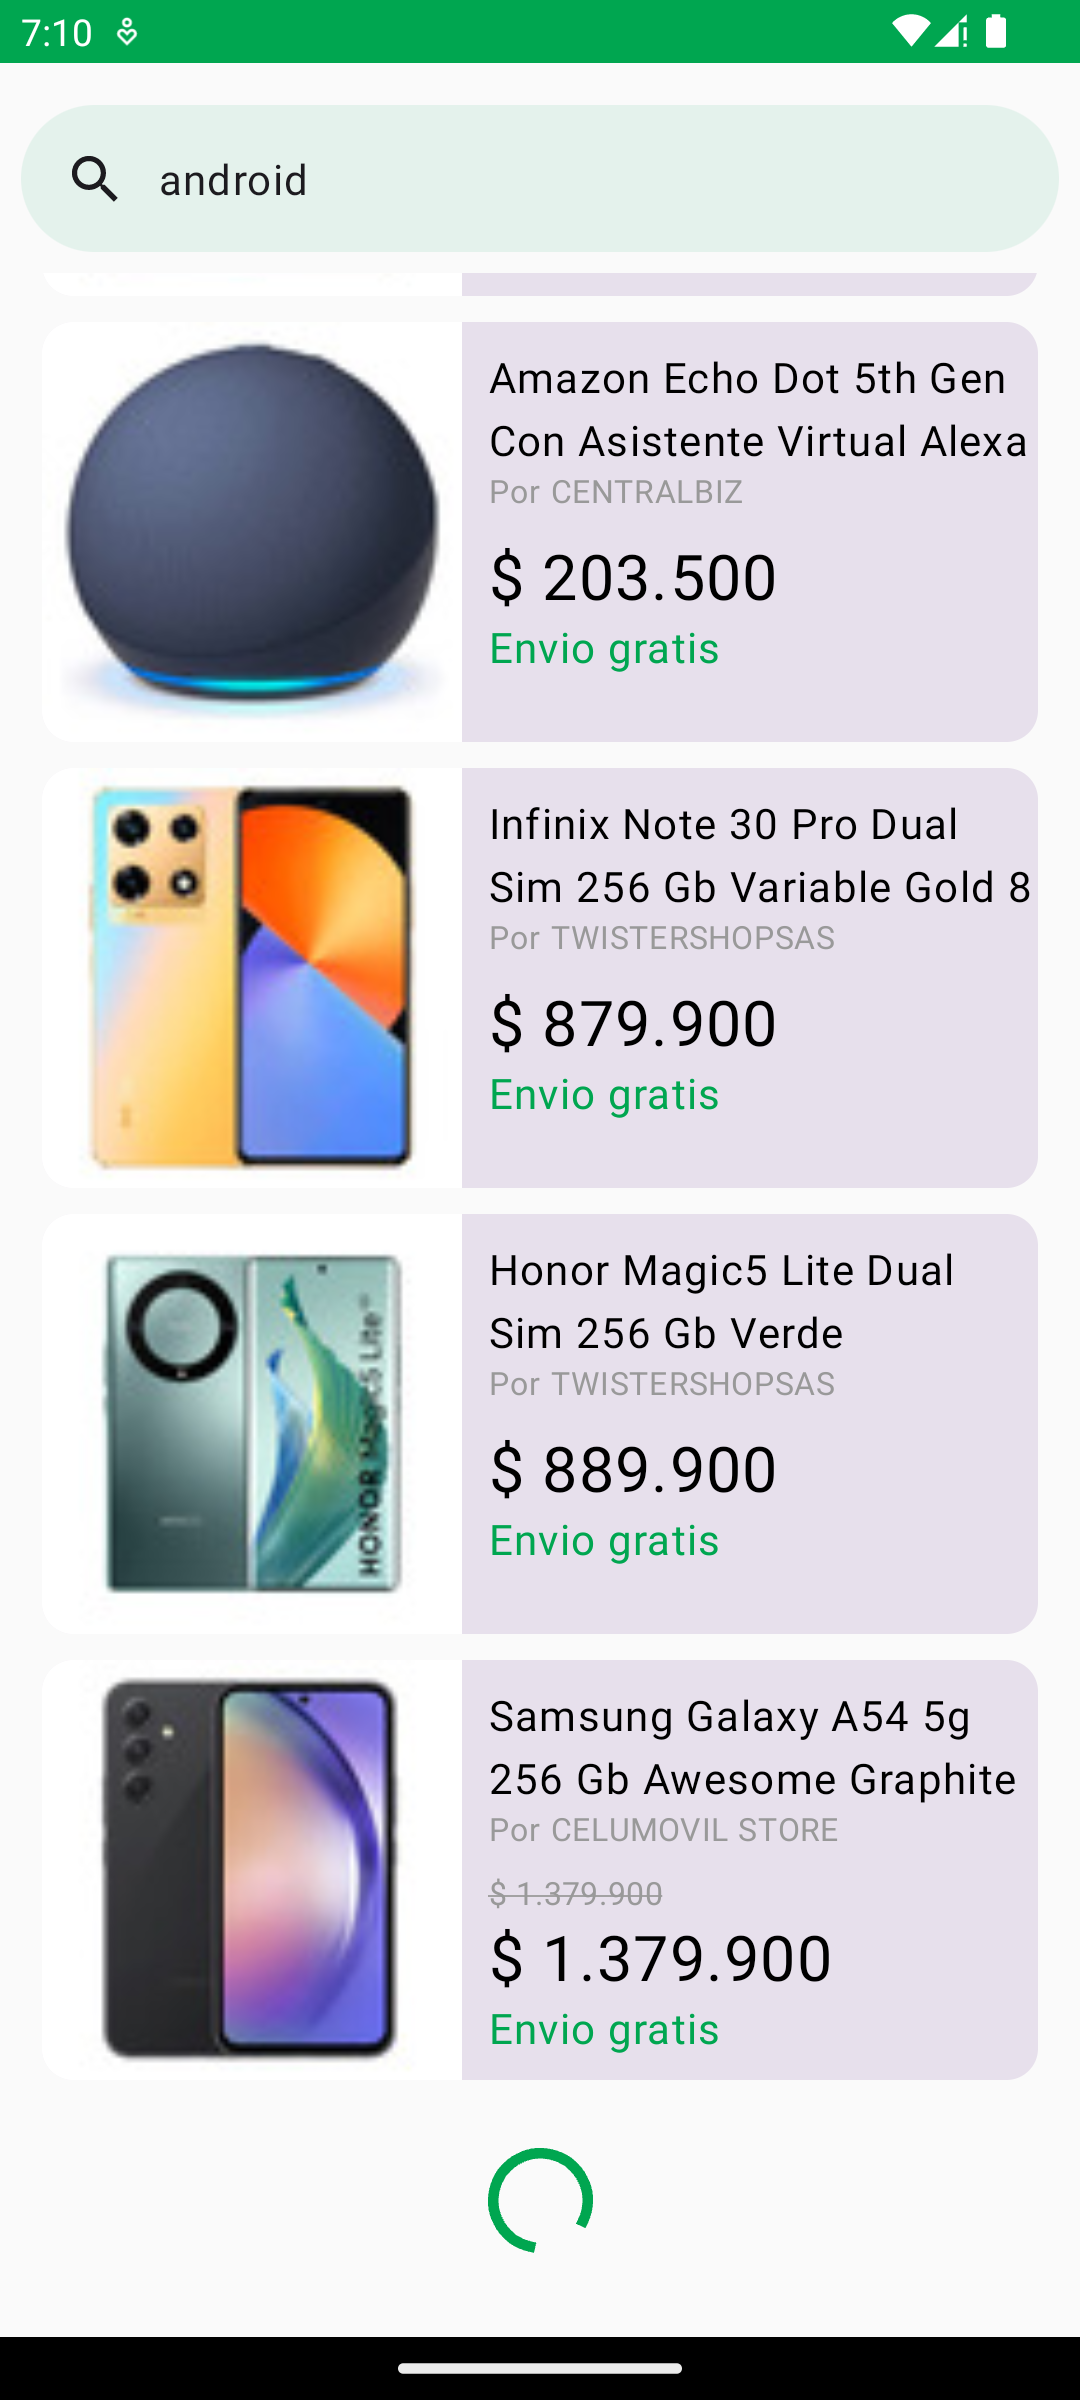 7:10
android
Amazon Echo Dot 5th Gen
Con Asistente Virtual Alexa
Por CENTRALBIZ
$ 203.500
Envio gratis
Infinix Note 30 Pro Dual
Sim 256 Gb Variable Gold 8
Por TWISTERSHOPSAS
$ 879.900
Envio gratis
HONOR Magic5 Lite
Honor Magic5 Lite Dual
Sim 256 Gb Verde
Por TWISTERSHOPSAS
$ 889.900
Envio gratis
Samsung Galaxy A54 5g
256 Gb Awesome Graphite
Por CELUMOVIL STORE
$ 1.379.900
$ 1.379.900
Envio gratis